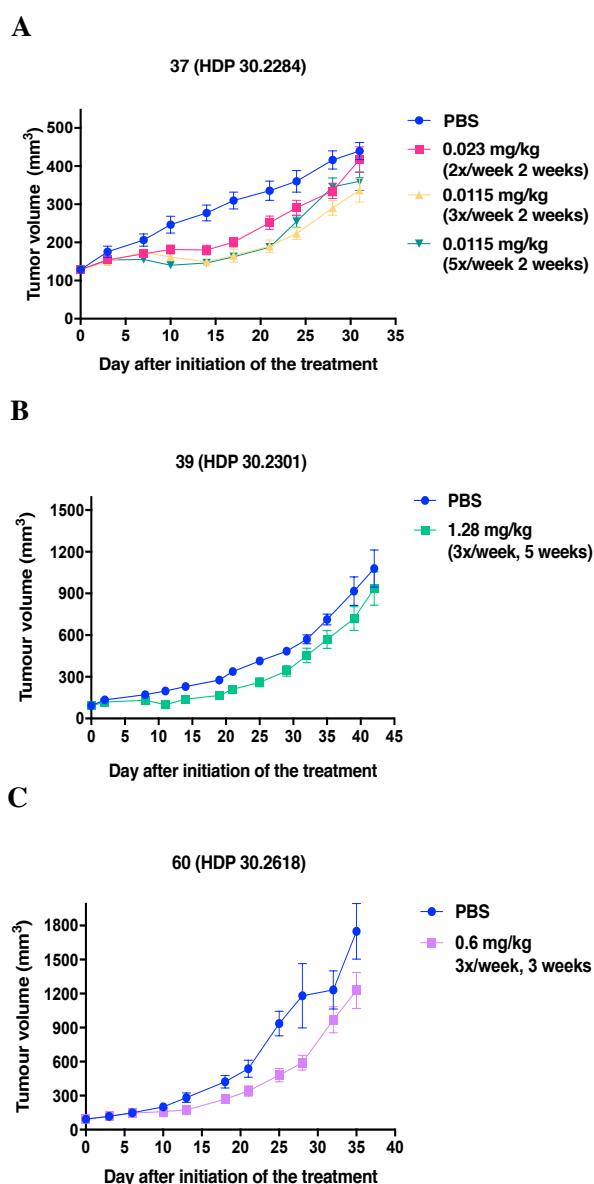 A
37 (HDP 30.2284)
Tumor volume (mm³)
500
400
300
200
100
0
0 5 10 15 20 25 30 35
Day after initiation of the treatment
PBS
0.023 mg/kg
(2x/week 2 weeks)
0.0115 mg/kg
(3x/week 2 weeks)
0.0115 mg/kg
(5x/week 2 weeks)
B
39 (HDP 30.2301)
Tumour volume (mm³)
1500
1200
900
600
300
0
0 5 10 15 20 25 30 35 40 45
Day after initiation of the treatment
PBS
1.28 mg/kg
(3x/week, 5 weeks)
C
60 (HDP 30.2618)
Tumour volume (mm³)
1800
1500
1200
900
600
300
0
0 5 10 15 20 25 30 35 40
Day after initiation of the treatment
PBS
0.6 mg/kg
3x/week, 3 weeks